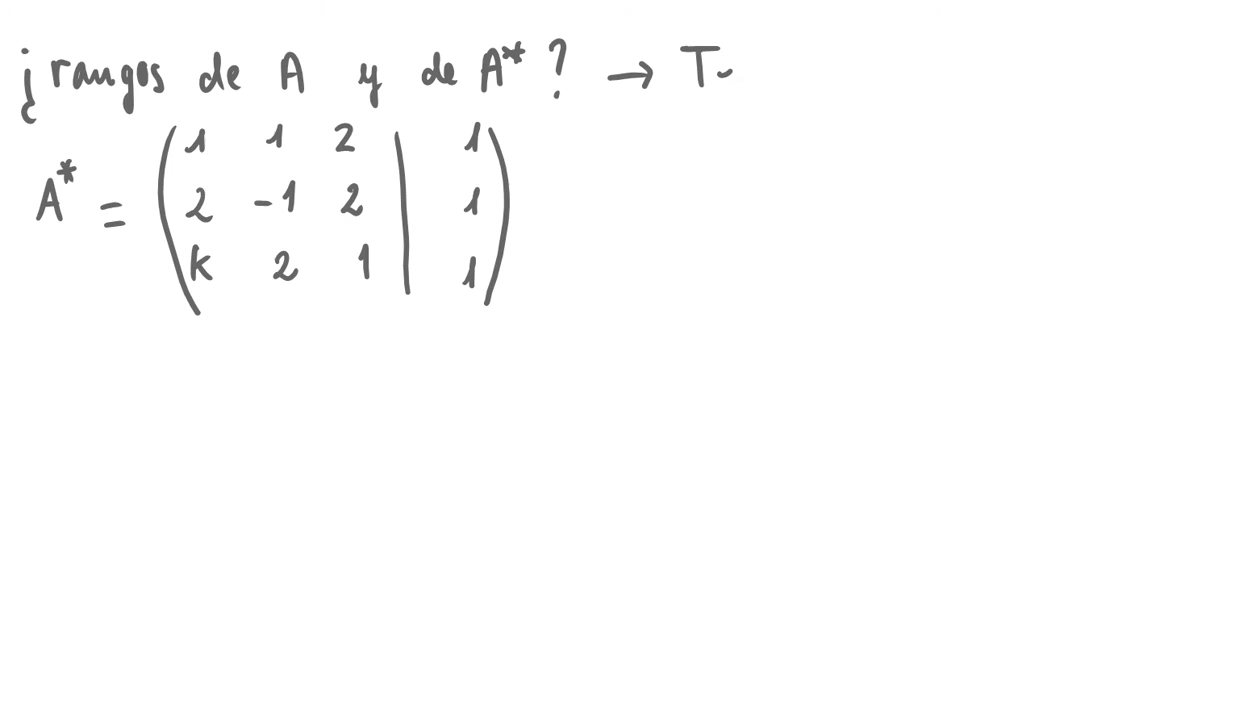 ¿rangos de A y de A* ? → T
A* = ( 1 1 2 | 1 )
2 -1 2 | 1
k 2 1 | 1